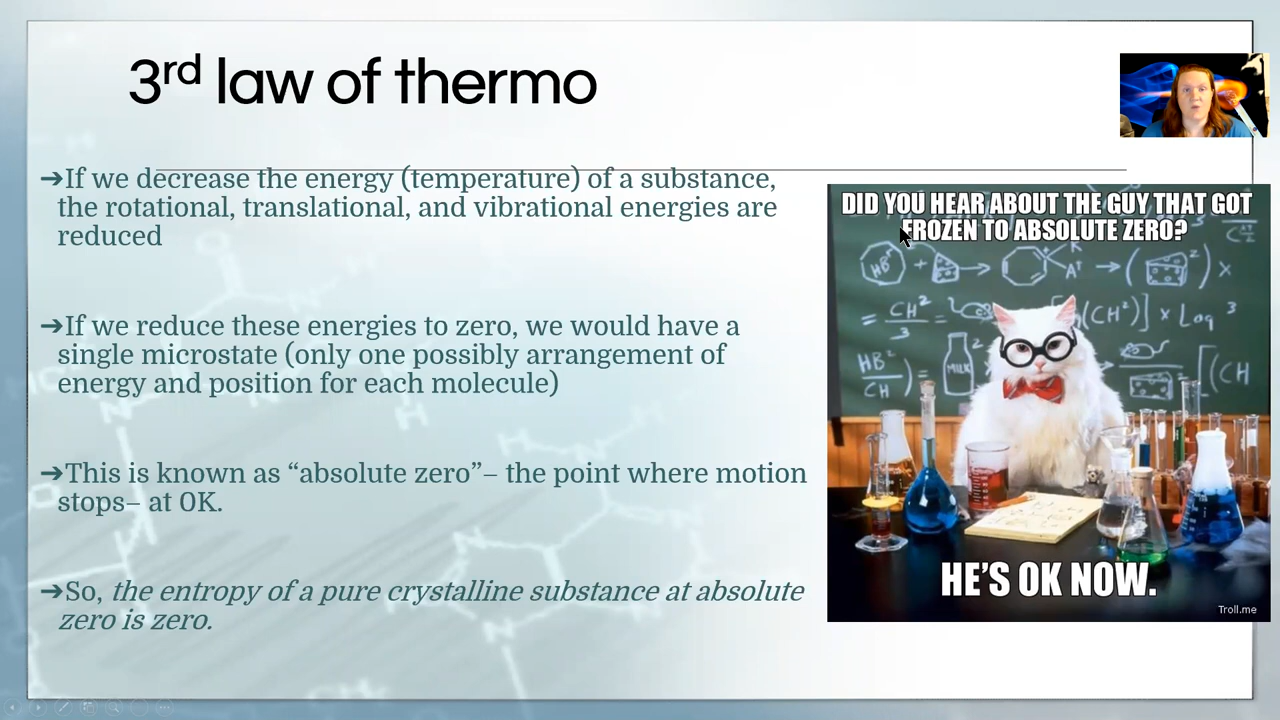 3rd law of thermo
➔If we decrease the energy (temperature) of a substance,
the rotational, translational, and vibrational energies are
reduced
➔If we reduce these energies to zero, we would have a
single microstate (only one possibly arrangement of
energy and position for each molecule)
➔This is known as “absolute zero”– the point where motion
stops– at 0K.
➔So, the entropy of a pure crystalline substance at absolute
zero is zero.
DID YOU HEAR ABOUT THE GUY THAT GOT
FROZEN TO ABSOLUTE ZERO?
HE'S 0K NOW.
MILK
Troll.me